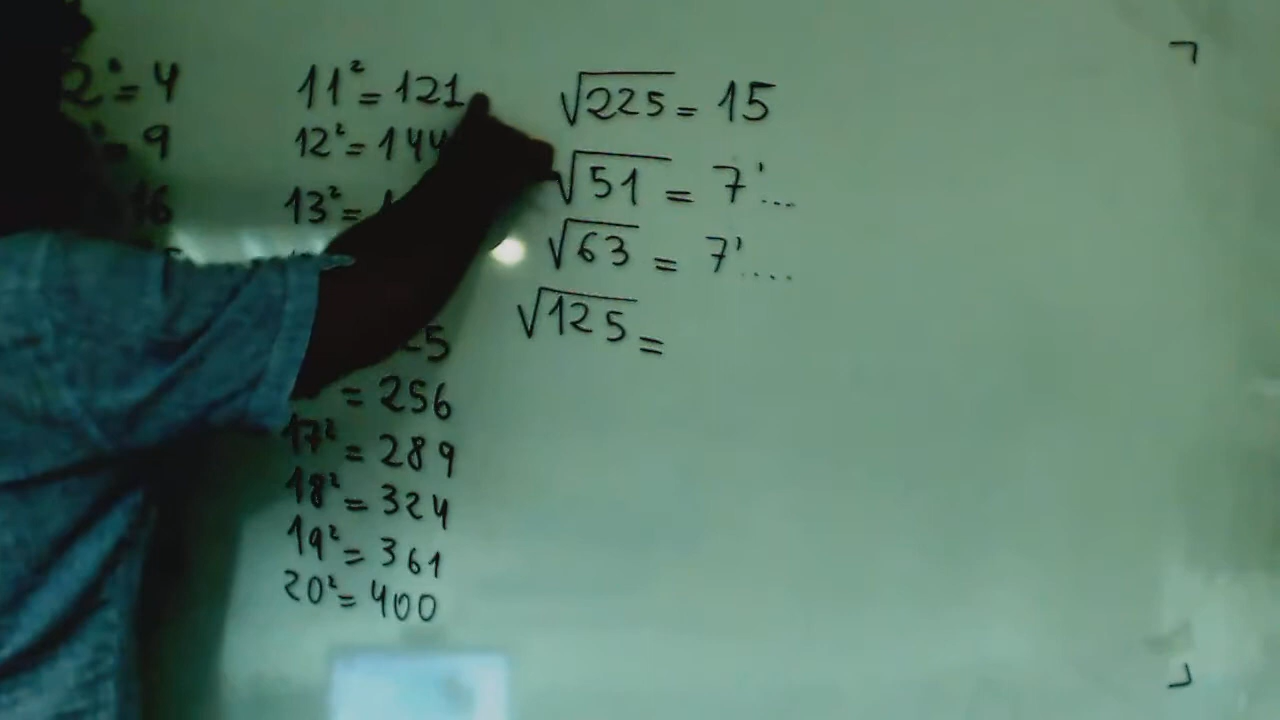 2² = 4
= 9
16
11² = 121
12² = 144
13² =
= 256
17² = 289
18² = 324
19² = 361
20² = 400
√225 = 15
√51 = 7'...
√63 = 7'....
√125 =